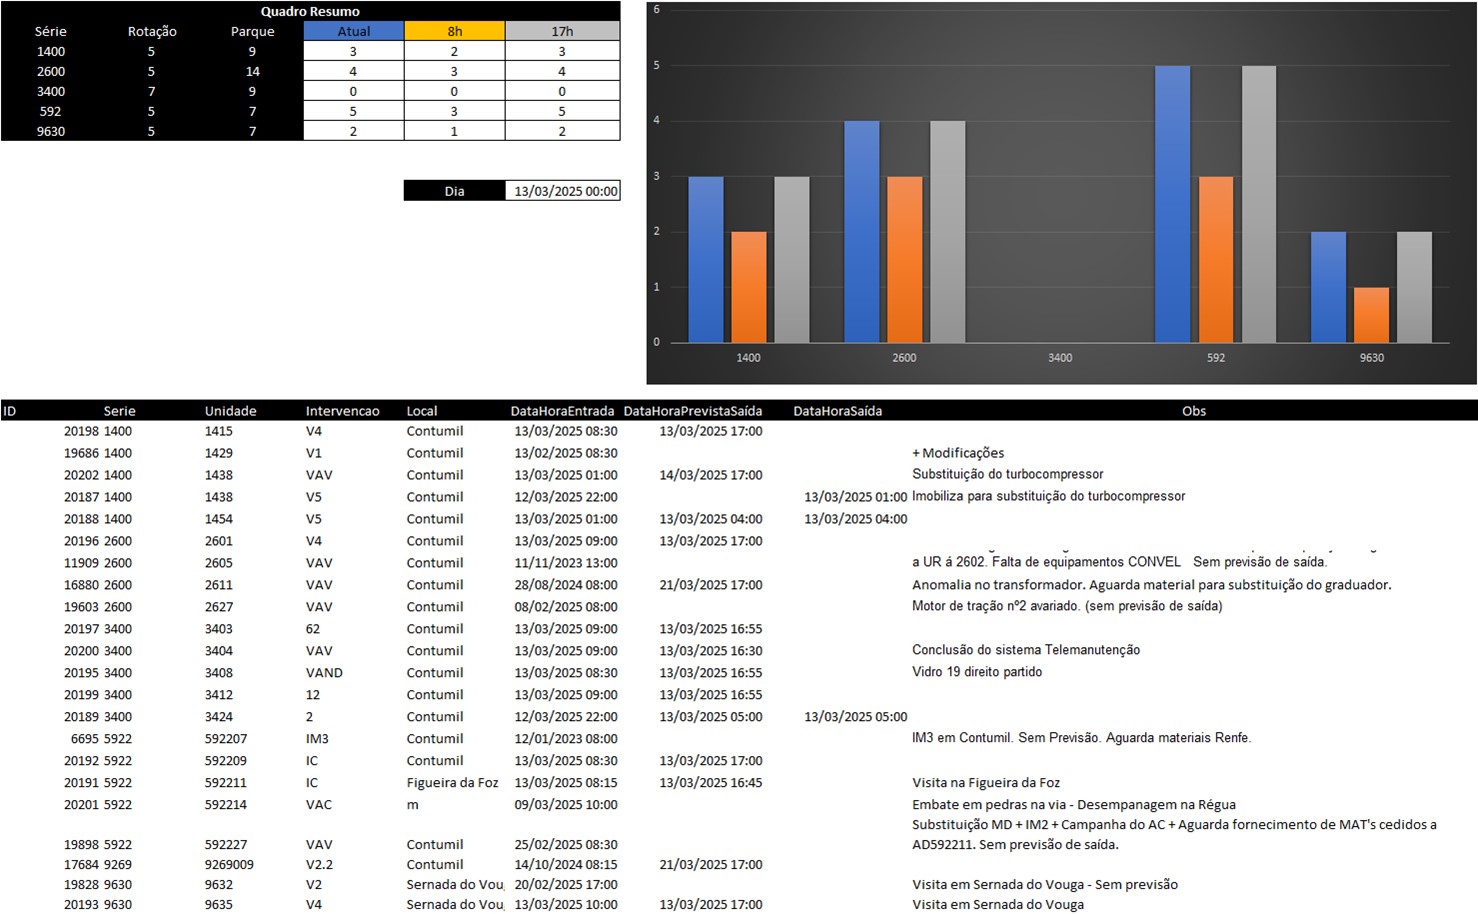 Quadro Resumo
Série Rotação Parque Atual 8h 17h
1400 5 9 3 2 3
2600 5 14 4 3 4
3400 7 9 0 0 0
592 5 7 5 3 5
9630 5 7 2 1 2
Dia 13/03/2025 00:00
6
5
4
3
2
1
0
1400 2600 3400 592 9630
ID Serie Unidade Intervencao Local DataHoraEntrada DataHoraPrevistaSaída DataHoraSaída Obs
20198 1400 1415 V4 Contumil 13/03/2025 08:30 13/03/2025 17:00
19686 1400 1429 V1 Contumil 13/02/2025 08:30 + Modificações
20202 1400 1438 VAV Contumil 13/03/2025 01:00 14/03/2025 17:00 Substituição do turbocompressor
20187 1400 1438 V5 Contumil 12/03/2025 22:00 13/03/2025 01:00 Imobiliza para substituição do turbocompressor
20188 1400 1454 V5 Contumil 13/03/2025 01:00 13/03/2025 04:00 13/03/2025 04:00
20196 2600 2601 V4 Contumil 13/03/2025 09:00 13/03/2025 17:00
11909 2600 2605 VAV Contumil 11/11/2023 13:00 a UR á 2602. Falta de equipamentos CONVEL Sem previsão de saída.
16880 2600 2611 VAV Contumil 28/08/2024 08:00 21/03/2025 17:00 Anomalia no transformador. Aguarda material para substituição do graduador.
19603 2600 2627 VAV Contumil 08/02/2025 08:00 Motor de tração nº2 avariado. (sem previsão de saída)
20197 3400 3403 62 Contumil 13/03/2025 09:00 13/03/2025 16:55
20200 3400 3404 VAV Contumil 13/03/2025 09:00 13/03/2025 16:30 Conclusão do sistema Telemanutenção
20195 3400 3408 VAND Contumil 13/03/2025 08:30 13/03/2025 16:55 Vidro 19 direito partido
20199 3400 3412 12 Contumil 13/03/2025 09:00 13/03/2025 16:55
20189 3400 3424 2 Contumil 12/03/2025 22:00 13/03/2025 05:00 13/03/2025 05:00
6695 5922 592207 IM3 Contumil 12/01/2023 08:00 IM3 em Contumil. Sem Previsão. Aguarda materiais Renfe.
20192 5922 592209 IC Contumil 13/03/2025 08:30 13/03/2025 17:00
20191 5922 592211 IC Figueira da Foz 13/03/2025 08:15 13/03/2025 16:45 Visita na Figueira da Foz
20201 5922 592214 VAC m 09/03/2025 10:00 Embate em pedras na via - Desempanagem na Régua
Substituição MD + IM2 + Campanha do AC + Aguarda fornecimento de MAT's cedidos a
19898 5922 592227 VAV Contumil 25/02/2025 08:30 AD592211. Sem previsão de saída.
17684 9269 9269009 V2.2 Contumil 14/10/2024 08:15 21/03/2025 17:00
19828 9630 9632 V2 Sernada do Vou 20/02/2025 17:00 Visita em Sernada do Vouga - Sem previsão
20193 9630 9635 V4 Sernada do Vou 13/03/2025 10:00 13/03/2025 17:00 Visita em Sernada do Vouga